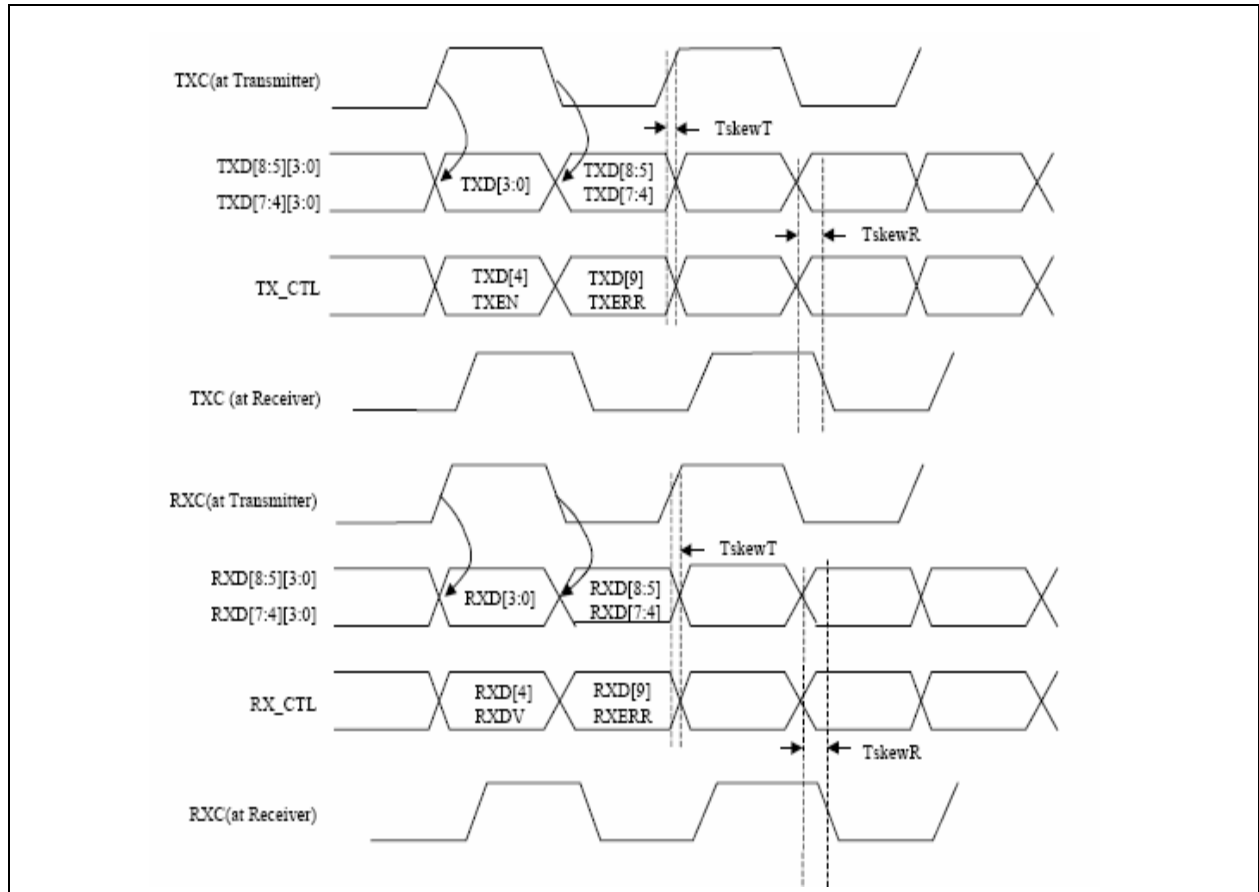 TXC(at Transmitter)
TskewT
TXD[8:5][3:0]
TXD[7:4][3:0]
TXD[3:0]
TXD[8:5]
TXD[7:4]
TskewR
TX_CTL
TXD[4]
TXEN
TXD[9]
TXERR
TXC (at Receiver)
RXC(at Transmitter)
TskewT
RXD[8:5][3:0]
RXD[7:4][3:0]
RXD[3:0]
RXD[8:5]
RXD[7:4]
RX_CTL
RXD[4]
RXDV
RXD[9]
RXERR
TskewR
RXC(at Receiver)